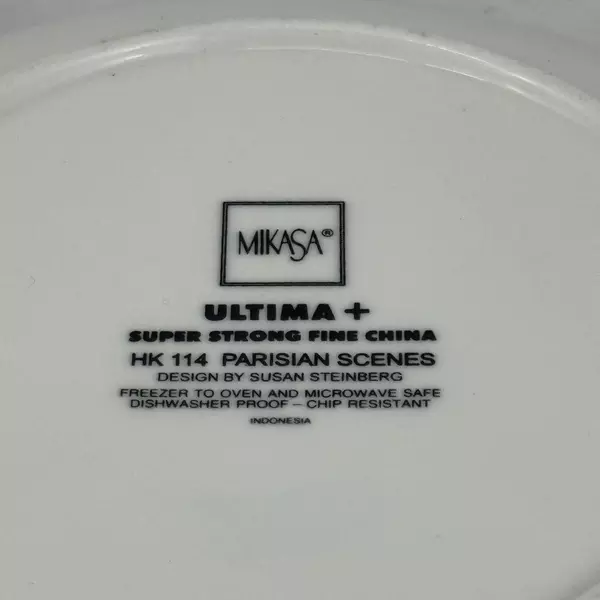 MIKASA®
ULTIMA +
SUPER STRONG FINE CHINA
HK 114 PARISIAN SCENES
DESIGN BY SUSAN STEINBERG
FREEZER TO OVEN AND MICROWAVE SAFE
DISHWASHER PROOF – CHIP RESISTANT
INDONESIA